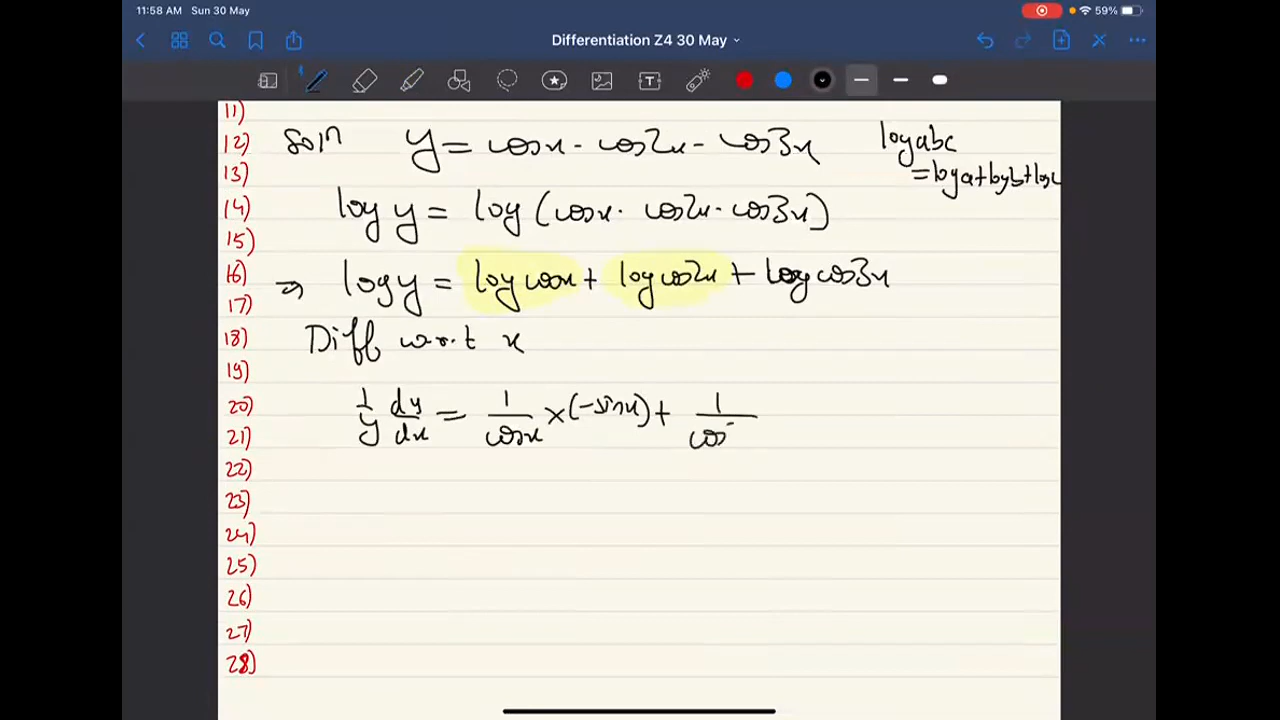 11:58 AM Sun 30 May 59%
Differentiation Z4 30 May
11)
12) Soln y = cosx · cos2x · cos3x logabc
13) = loga+logb+logc
14) log y = log (cosx · cos2x · cos3x)
15)
16) ⇒ log y = log cosx + log cos2x + log cos3x
17)
18) Diff w.r.t x
19)
20) 1/y dy/dx = 1/cosx × (-sinx) + 1/cos
21)
22)
23)
24)
25)
26)
27)
28)